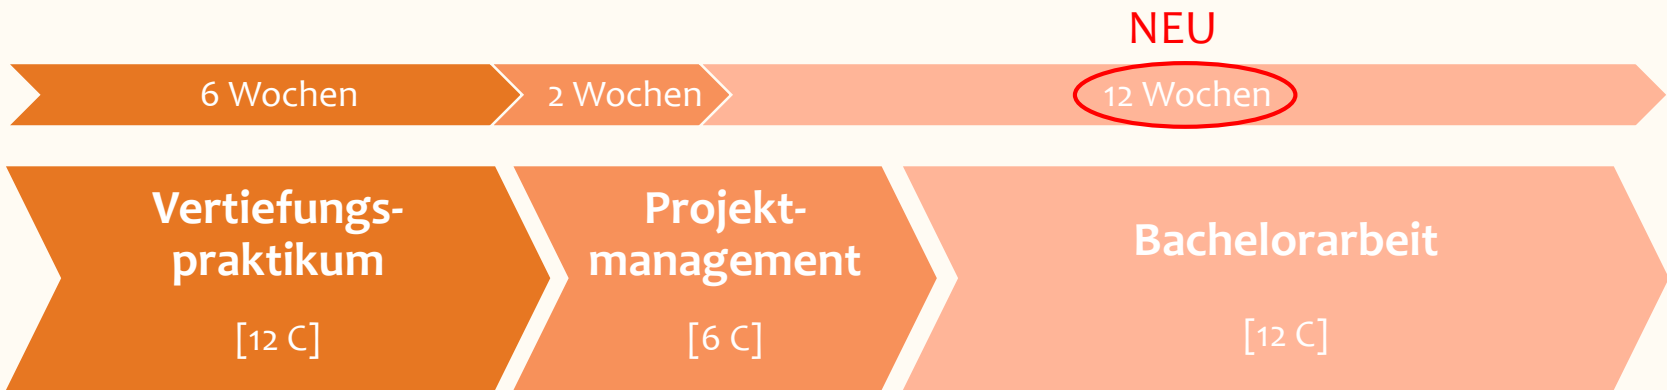 NEU
6 Wochen
2 Wochen
12 Wochen
Vertiefungs-
praktikum
[12 C]
Projekt-
management
[6 C]
Bachelorarbeit
[12 C]